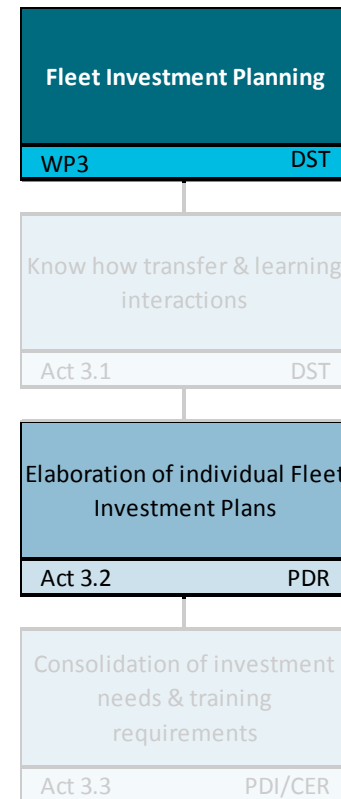 Fleet Investment Planning
WP3 DST
Know how transfer & learning
interactions
Act 3.1 DST
Elaboration of individual Fleet
Investment Plans
Act 3.2 PDR
Consolidation of investment
needs & training
requirements
Act 3.3 PDI/CER